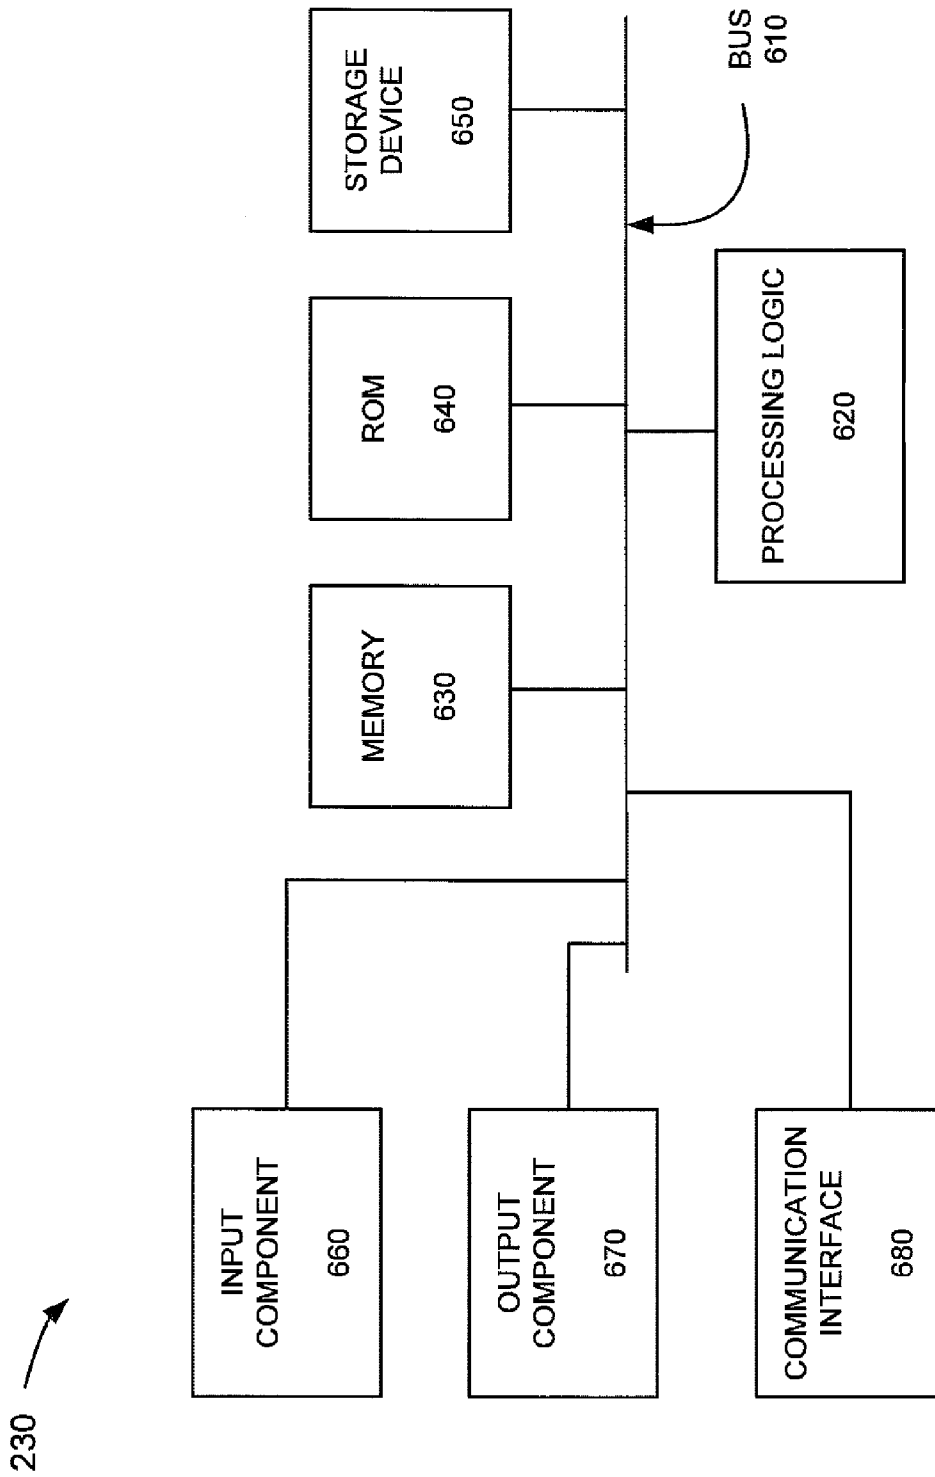 230
INPUT
COMPONENT
660
OUTPUT
COMPONENT
670
COMMUNICATION
INTERFACE
680
MEMORY
630
ROM
640
STORAGE
DEVICE
650
PROCESSING LOGIC
620
BUS
610